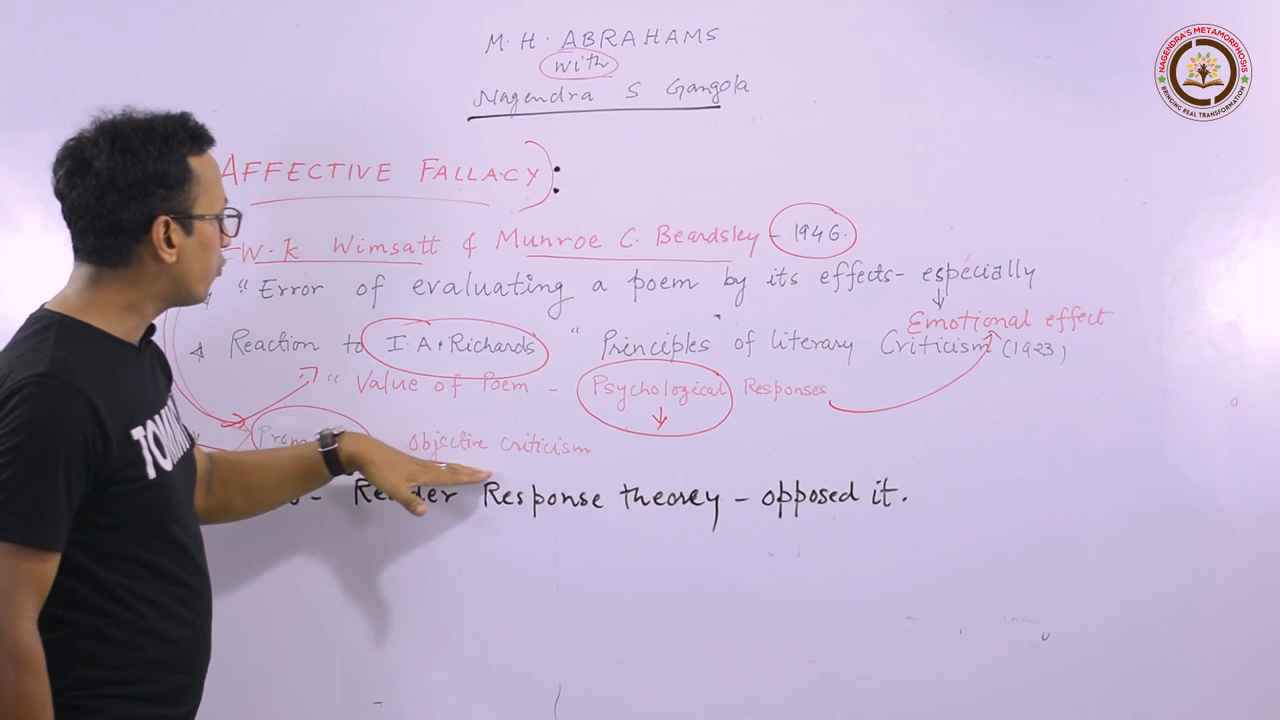 M. H. ABRAHAMS
with
Nagendra S Gangola
NAGENDRA'S METAMORPHOSIS
BRINGING REAL TRANSFORMATION
AFFECTIVE FALLACY :
- W. K Wimsatt & Munroe C. Beardsley - 1946.
"Error of evaluating a poem by its effects - especially
Emotional effect
Reaction to I. A. Richards " Principles of literary Criticism (1923)
" Value of Poem - Psychological Responses
objective criticism
- Reader Response theorey - opposed it.
TOMM